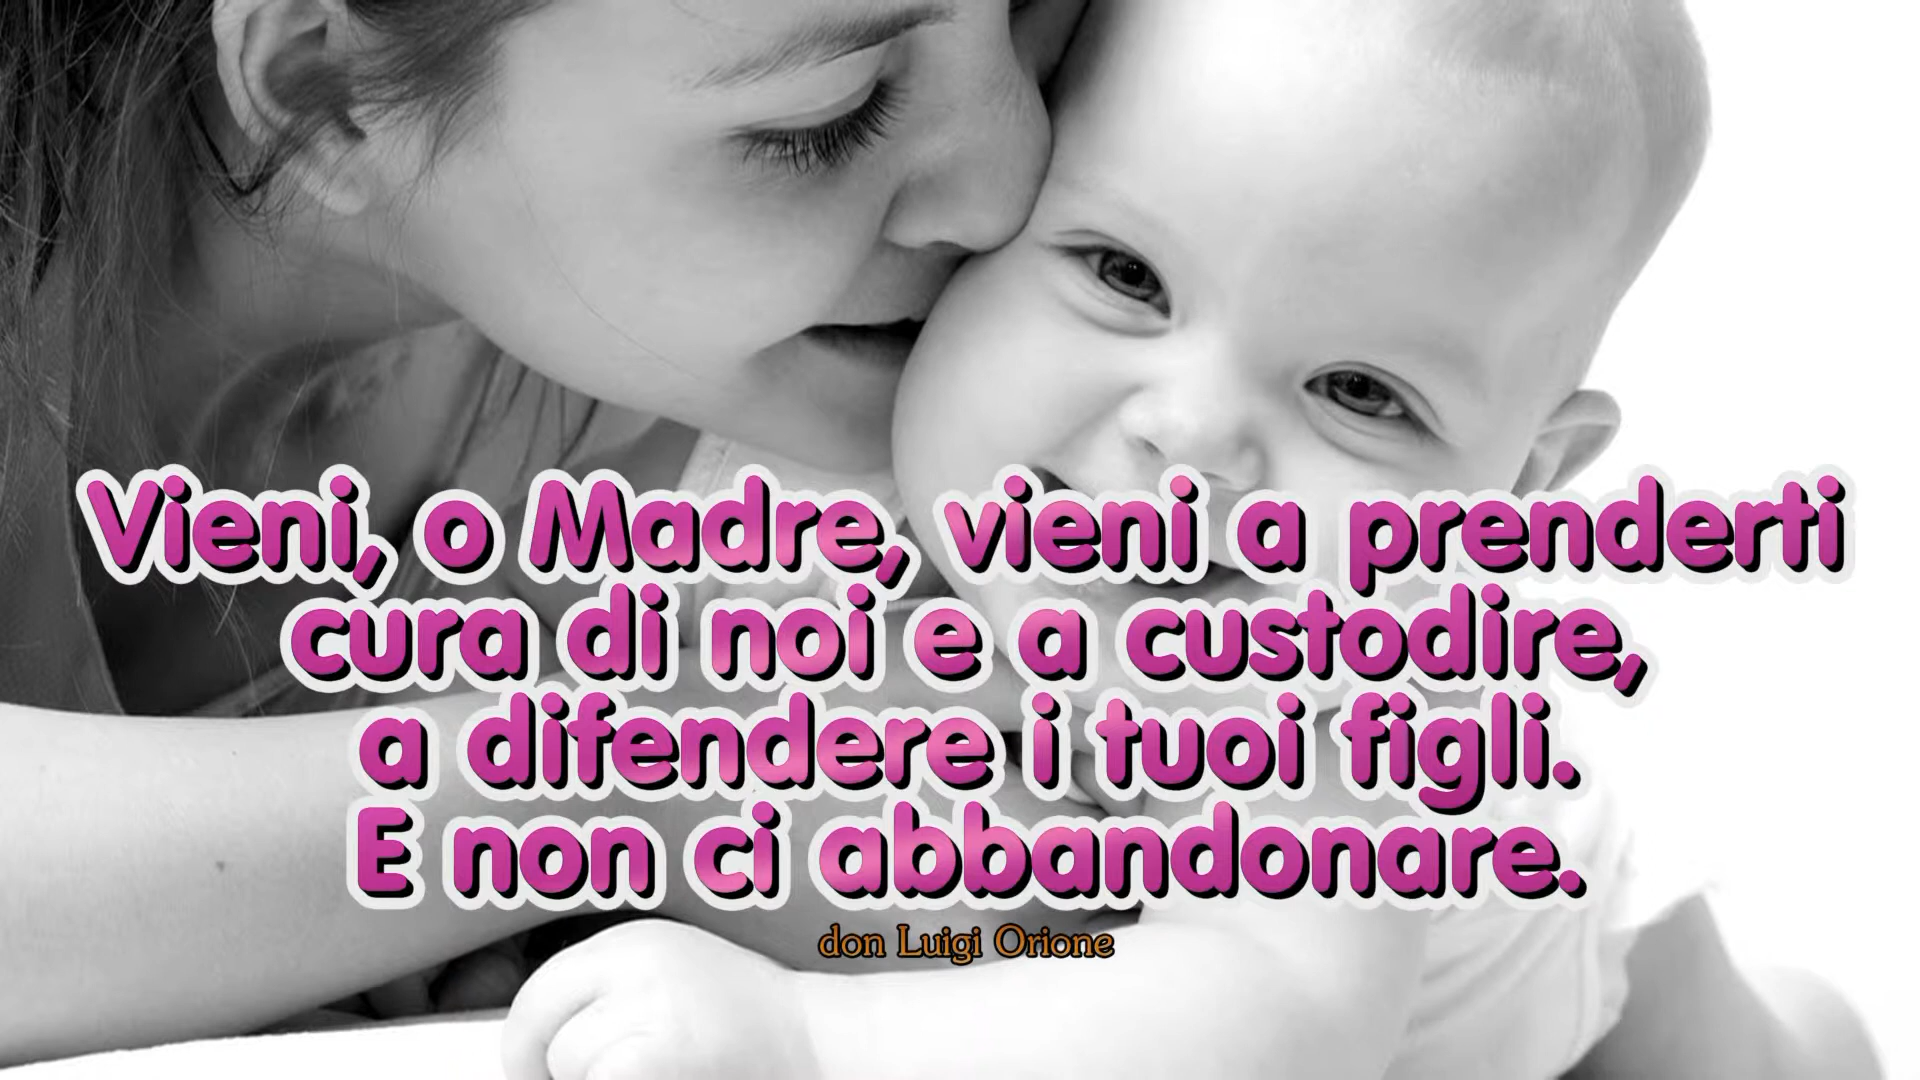 Vieni, o Madre, vieni a prenderti
cura di noi e a custodire,
a difendere i tuoi figli.
E non ci abbandonare.
don Luigi Orione